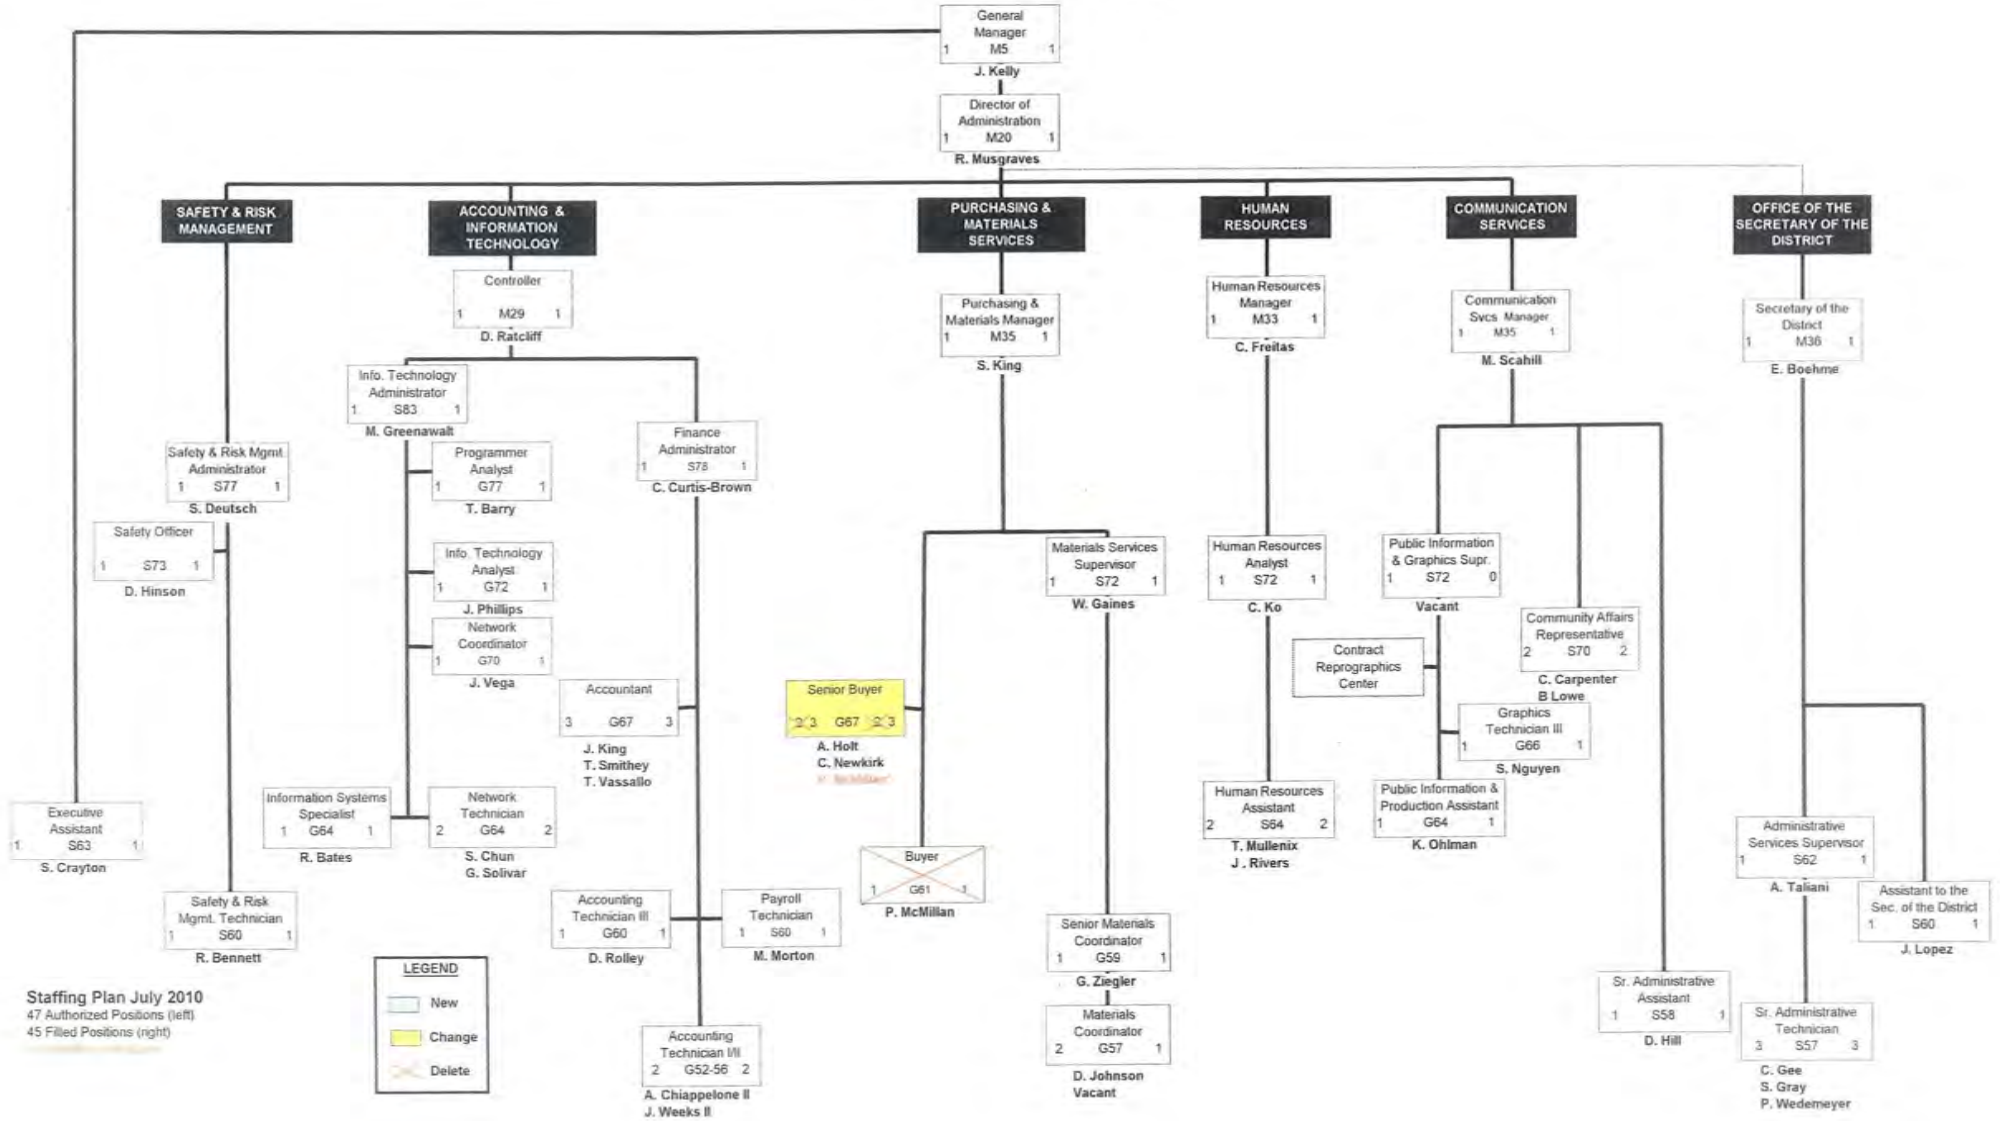 General
Manager
1 M5 1
J. Kelly
Director of
Administration
1 M20 1
R. Musgraves
SAFETY & RISK
MANAGEMENT
ACCOUNTING &
INFORMATION
TECHNOLOGY
PURCHASING &
MATERIALS
SERVICES
HUMAN
RESOURCES
COMMUNICATION
SERVICES
OFFICE OF THE
SECRETARY OF THE
DISTRICT
Controller
1 M29 1
D. Ratcliff
Purchasing &
Materials Manager
1 M35 1
S. King
Human Resources
Manager
1 M33 1
C. Freitas
Communication
Svcs Manager
1 M35 1
M. Scahill
Secretary of the
District
1 M36 1
E. Boehme
Info. Technology
Administrator
1 S83 1
M. Greenawalt
Finance
Administrator
1 S78 1
C. Curtis-Brown
Safety & Risk Mgmt.
Administrator
1 S77 1
S. Deutsch
Programmer
Analyst
1 G77 1
T. Barry
Safety Officer
1 S73 1
D. Hinson
Info. Technology
Analyst
1 G72 1
J. Phillips
Materials Services
Supervisor
1 S72 1
W. Gaines
Human Resources
Analyst
1 S72 1
C. Ko
Public Information
& Graphics Supr.
1 S72 0
Vacant
Network
Coordinator
1 G70 1
J. Vega
Community Affairs
Representative
2 S70 2
C. Carpenter
B Lowe
Contract
Reprographics
Center
Accountant
3 G67 3
J. King
T. Smithey
T. Vassallo
Senior Buyer
2 3 G67 2 3
A. Holt
C. Newkirk
Graphics
Technician III
1 G66 1
S. Nguyen
Information Systems
Specialist
1 G64 1
R. Bates
Network
Technician
2 G64 2
S. Chun
G. Solivar
Human Resources
Assistant
2 S64 2
T. Mullenix
J . Rivers
Public Information &
Production Assistant
1 G64 1
K. Ohlman
Executive
Assistant
1 S63 1
S. Crayton
Administrative
Services Supervisor
1 S62 1
A. Taliani
Buyer
1 G61 1
P. McMillan
Safety & Risk
Mgmt. Technician
1 S60 1
R. Bennett
Accounting
Technician III
1 G60 1
D. Rolley
Payroll
Technician
1 S60 1
M. Morton
Assistant to the
Sec. of the District
1 S60 1
J. Lopez
Senior Materials
Coordinator
1 G59 1
G. Ziegler
Sr. Administrative
Assistant
1 S58 1
D. Hill
Materials
Coordinator
2 G57 1
D. Johnson
Vacant
Sr. Administrative
Technician
3 S57 3
C. Gee
S. Gray
P. Wedemeyer
Accounting
Technician I/II
2 G52-56 2
A. Chiappelone II
J. Weeks II
LEGEND
New
Change
Delete
Staffing Plan July 2010
47 Authorized Positions (left)
45 Filled Positions (right)